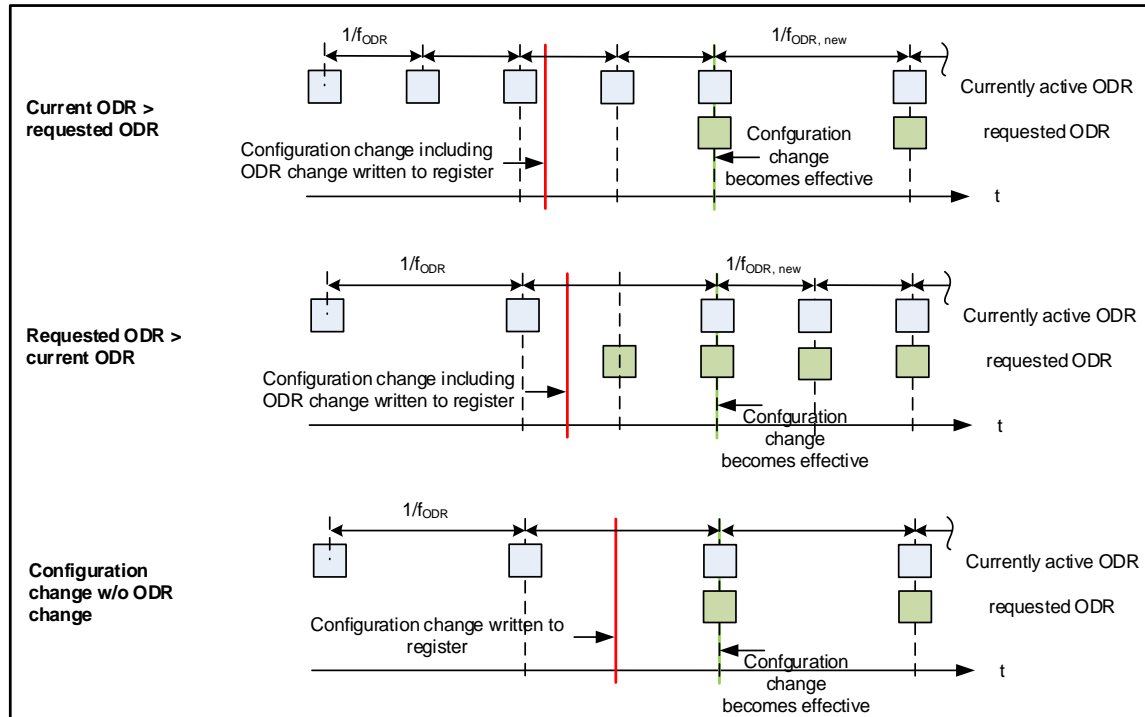 1/fODR
1/fODR, new
Current ODR >
requested ODR
Currently active ODR
requested ODR
Configuration change including
ODR change written to register
Confguration
change
becomes effective
t
1/fODR
1/fODR, new
Requested ODR >
current ODR
Currently active ODR
requested ODR
Configuration change including
ODR change written to register
Confguration
change
becomes effective
t
1/fODR
Configuration
change w/o ODR
change
Currently active ODR
requested ODR
Configuration change written to
register
Confguration
change
becomes effective
t